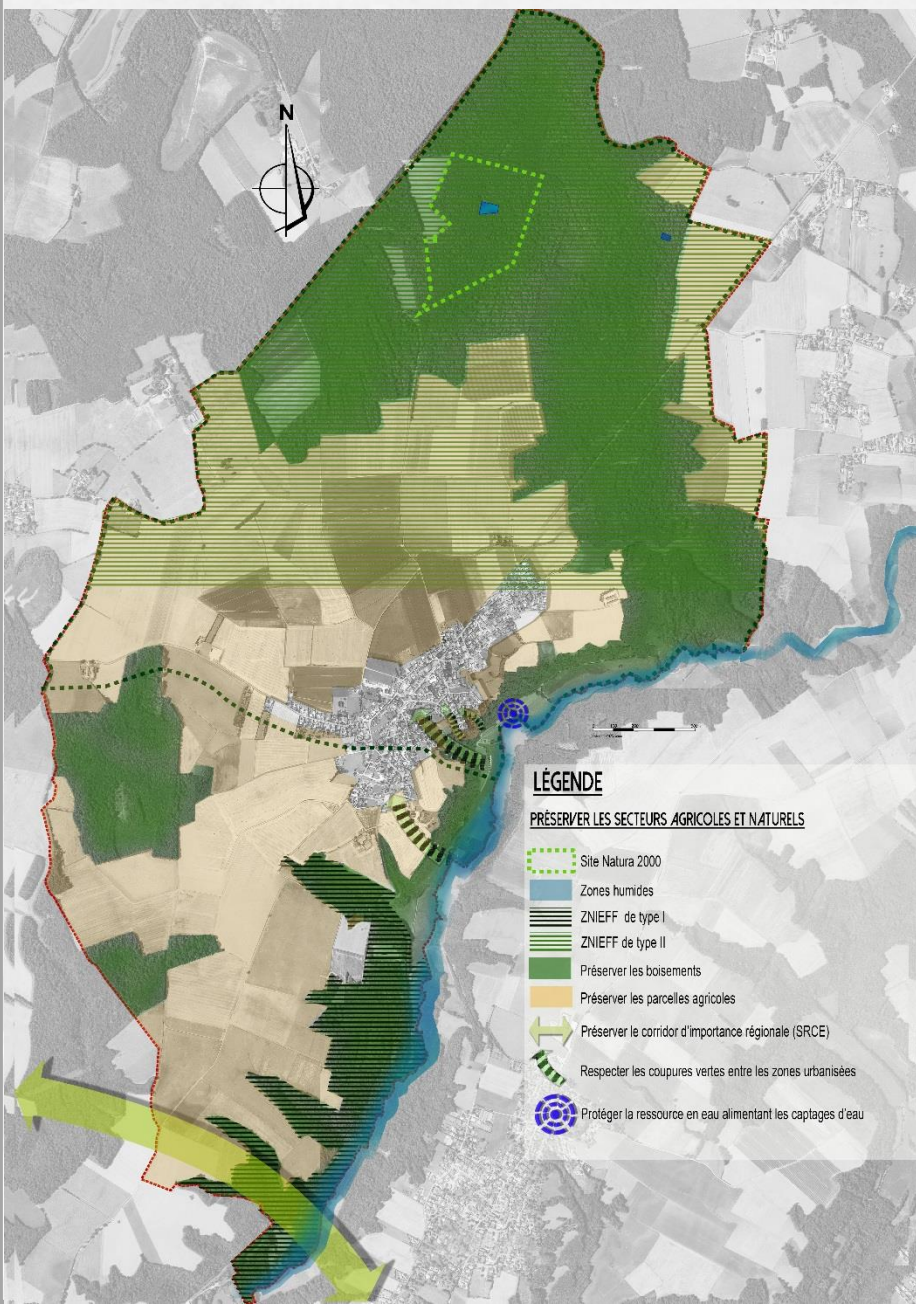 N
LÉGENDE
PRÉSERVER LES SECTEURS AGRICOLES ET NATURELS
Site Natura 2000
Zones humides
ZNIEFF de type I
ZNIEFF de type II
Préserver les boisements
Préserver les parcelles agricoles
Préserver le corridor d'importance régionale (SRCE)
Respecter les coupures vertes entre les zones urbanisées
Protéger la ressource en eau alimentant les captages d'eau